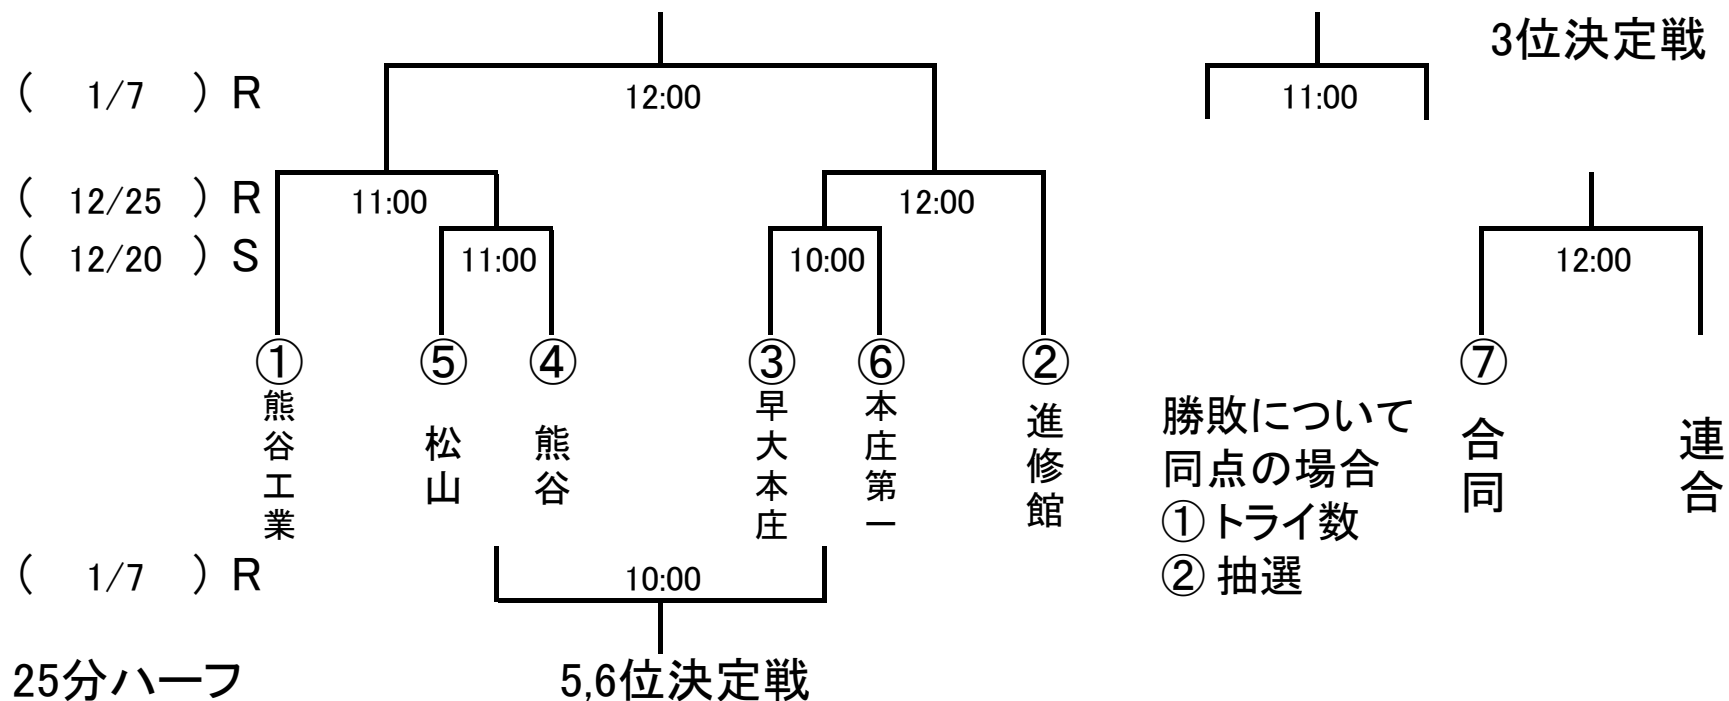 3位決定戦
( 1/7 ) R
12:00
11:00
( 12/25 ) R
11:00
12:00
( 12/20 ) S
11:00
10:00
12:00
①
⑤
④
③
⑥
②
⑦
熊谷工業
松山
熊谷
早大本庄
本庄第一
進修館
合同
連合
勝敗について
同点の場合
① トライ数
② 抽選
( 1/7 ) R
10:00
25分ハーフ
5,6位決定戦